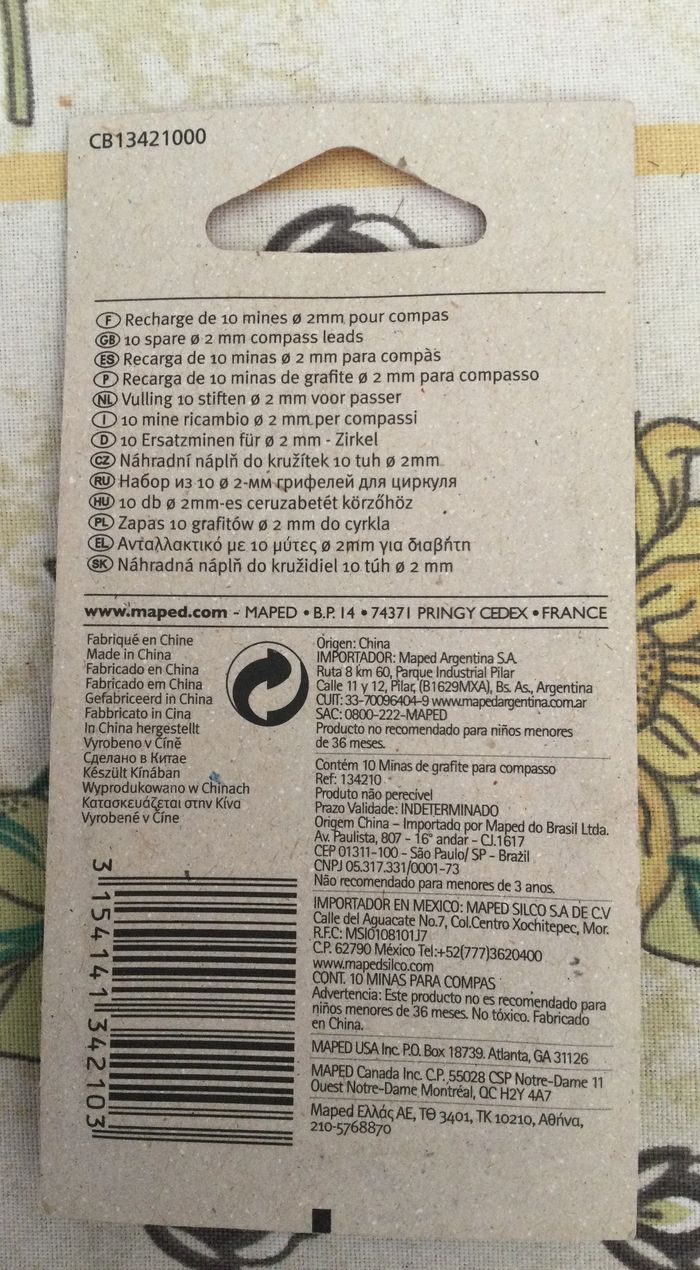 CB13421000
F Recharge de 10 mines ø 2mm pour compas
GB 10 spare ø 2 mm compass leads
ES Recarga de 10 minas ø 2 mm para compàs
P Recarga de 10 minas de grafite ø 2 mm para compasso
NL Vulling 10 stiften ø 2 mm voor passer
I 10 mine ricambio ø 2 mm per compassi
D 10 Ersatzminen für ø 2 mm - Zirkel
CZ Náhradní náplň do kružítek 10 tuh ø 2mm
RU Набор из 10 ø 2-мм грифелей для циркуля
HU 10 db ø 2mm-es ceruzabetét körzőhöz
PL Zapas 10 grafitów ø 2 mm do cyrkla
EL Ανταλλακτικό με 10 μύτες ø 2mm για διαβήτη
SK Náhradná náplň do kružidiel 10 túh ø 2 mm
www.maped.com - MAPED • B.P. 14 • 74371 PRINGY CEDEX • FRANCE
Fabriqué en Chine
Made in China
Fabricado en China
Fabricado em China
Gefabriceerd in China
Fabbricato in Cina
In China hergestellt
Vyrobeno v Číně
Сделано в Китае
Készült Kínában
Wyprodukowano w Chinach
Κατασκευάζεται στην Κίνα
Vyrobené v Číne
3 154141 342103
Origen: China
IMPORTADOR: Maped Argentina S.A.
Ruta 8 km 60, Parque Industrial Pilar
Calle 11 y 12, Pilar, (B1629MXA), Bs. As., Argentina
CUIT: 33-70096404-9 www.mapedargentina.com.ar
SAC: 0800-222-MAPED
Producto no recomendado para niños menores
de 36 meses.
Contém 10 Minas de grafite para compasso
Ref: 134210
Produto não perecível
Prazo Validade: INDETERMINADO
Origem China - Importado por Maped do Brasil Ltda.
Av. Paulista, 807 - 16° andar - CJ.1617
CEP 01311-100 - São Paulo/ SP - Brazil
CNPJ 05.317.331/0001-73
Não recomendado para menores de 3 anos.
IMPORTADOR EN MEXICO: MAPED SILCO S.A DE C.V
Calle del Aguacate No.7, Col.Centro Xochitepec, Mor.
R.F.C: MSI0108101J7
C.P. 62790 México Tel:+52(777)3620400
www.mapedsilco.com
CONT. 10 MINAS PARA COMPAS
Advertencia: Este producto no es recomendado para
niños menores de 36 meses. No tóxico. Fabricado
en China.
MAPED USA Inc. P.O. Box 18739. Atlanta, GA 31126
MAPED Canada Inc. C.P. 55028 CSP Notre-Dame 11
Ouest Notre-Dame Montréal, QC H2Y 4A7
Maped Ελλάς ΑΕ, ΤΘ 3401, ΤΚ 10210, Αθήνα,
210-5768870